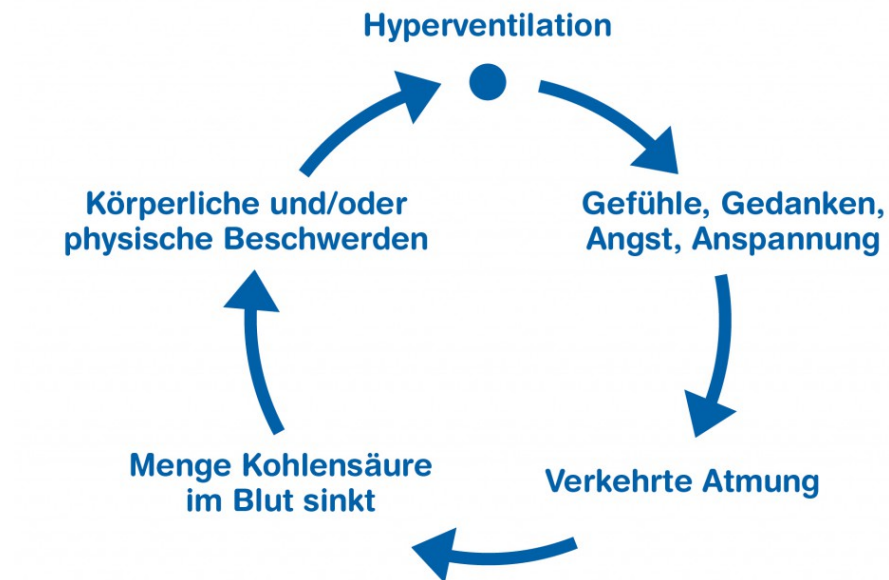 Hyperventilation
Gefühle, Gedanken,
Angst, Anspannung
Verkehrte Atmung
Menge Kohlensäure
im Blut sinkt
Körperliche und/oder
physische Beschwerden